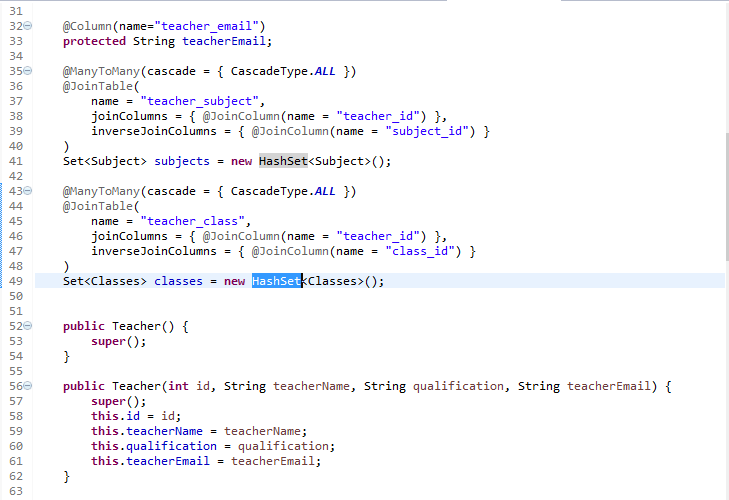 31
32 @Column(name="teacher_email")
33 protected String teacherEmail;
34
35 @ManyToMany(cascade = { CascadeType.ALL })
36 @JoinTable(
37 name = "teacher_subject",
38 joinColumns = { @JoinColumn(name = "teacher_id") },
39 inverseJoinColumns = { @JoinColumn(name = "subject_id") }
40 )
41 Set<Subject> subjects = new HashSet<Subject>();
42
43 @ManyToMany(cascade = { CascadeType.ALL })
44 @JoinTable(
45 name = "teacher_class",
46 joinColumns = { @JoinColumn(name = "teacher_id") },
47 inverseJoinColumns = { @JoinColumn(name = "class_id") }
48 )
49 Set<Classes> classes = new HashSet<Classes>();
50
51
52 public Teacher() {
53 super();
54 }
55
56 public Teacher(int id, String teacherName, String qualification, String teacherEmail) {
57 super();
58 this.id = id;
59 this.teacherName = teacherName;
60 this.qualification = qualification;
61 this.teacherEmail = teacherEmail;
62 }
63